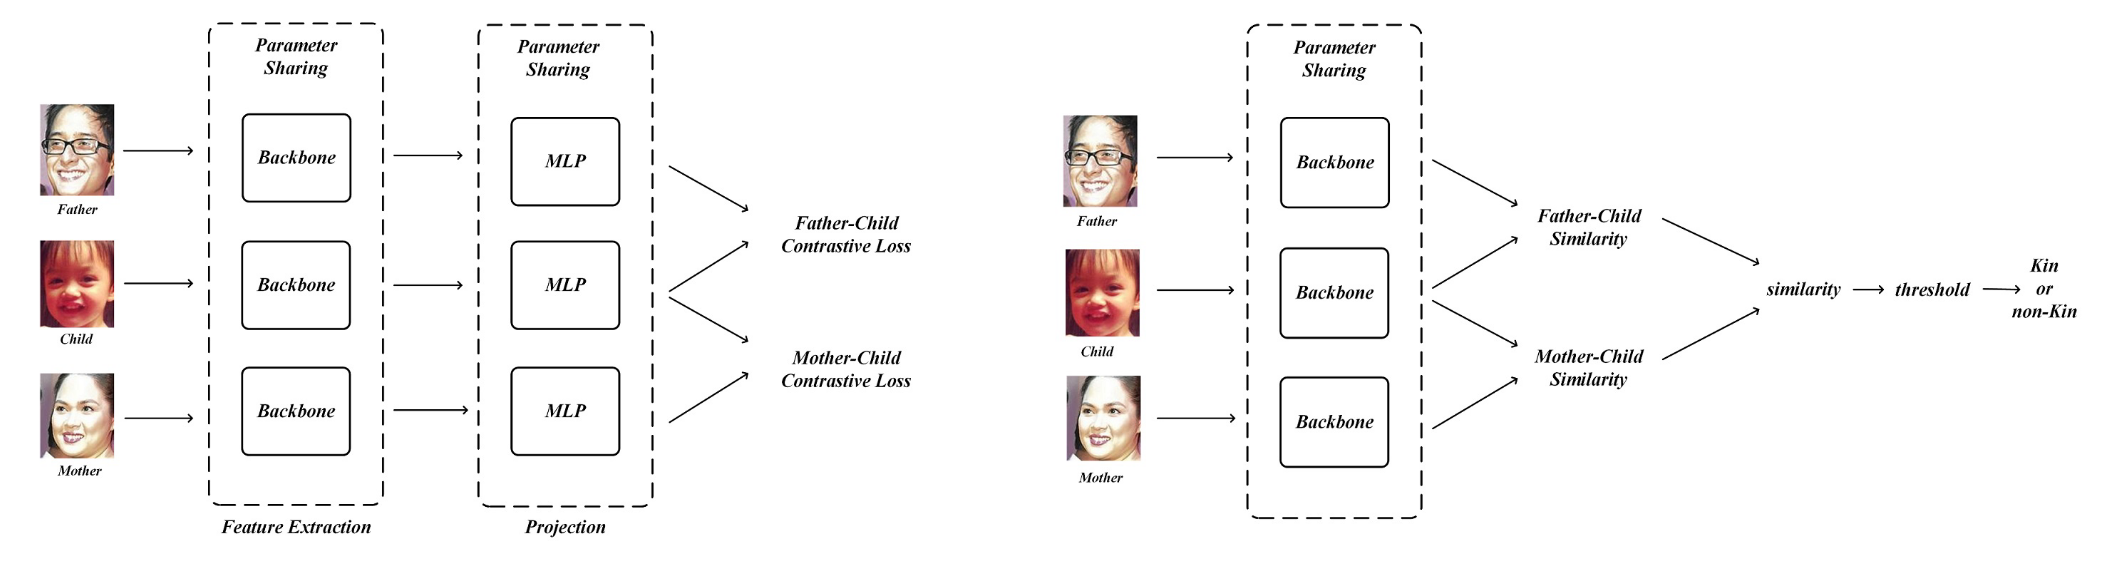 Parameter
Sharing
Backbone
Backbone
Backbone
Father
Child
Mother
Feature Extraction
Parameter
Sharing
MLP
MLP
MLP
Projection
Father-Child
Contrastive Loss
Mother-Child
Contrastive Loss
Father
Child
Mother
Parameter
Sharing
Backbone
Backbone
Backbone
Father-Child
Similarity
Mother-Child
Similarity
similarity
threshold
Kin
or
non-Kin